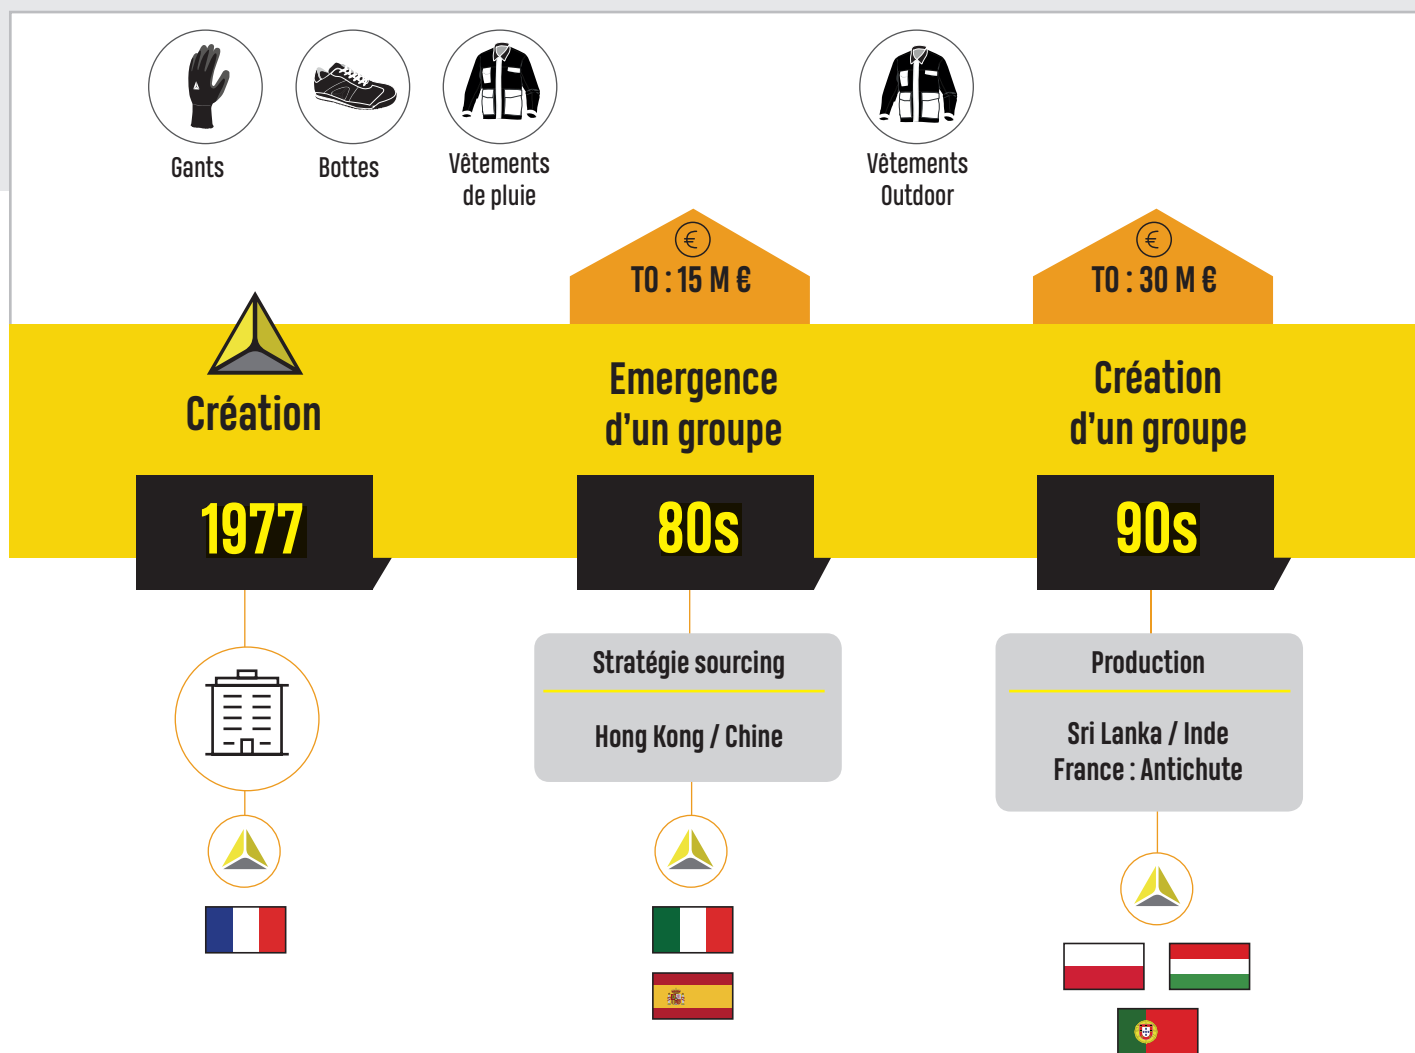 Gants
Bottes
Vêtements
de pluie
Vêtements
Outdoor
€
TO : 15 M €
€
TO : 30 M €
Création
Emergence
d’un groupe
Création
d’un groupe
1977
80s
90s
Stratégie sourcing
Hong Kong / Chine
Production
Sri Lanka / Inde
France : Antichute